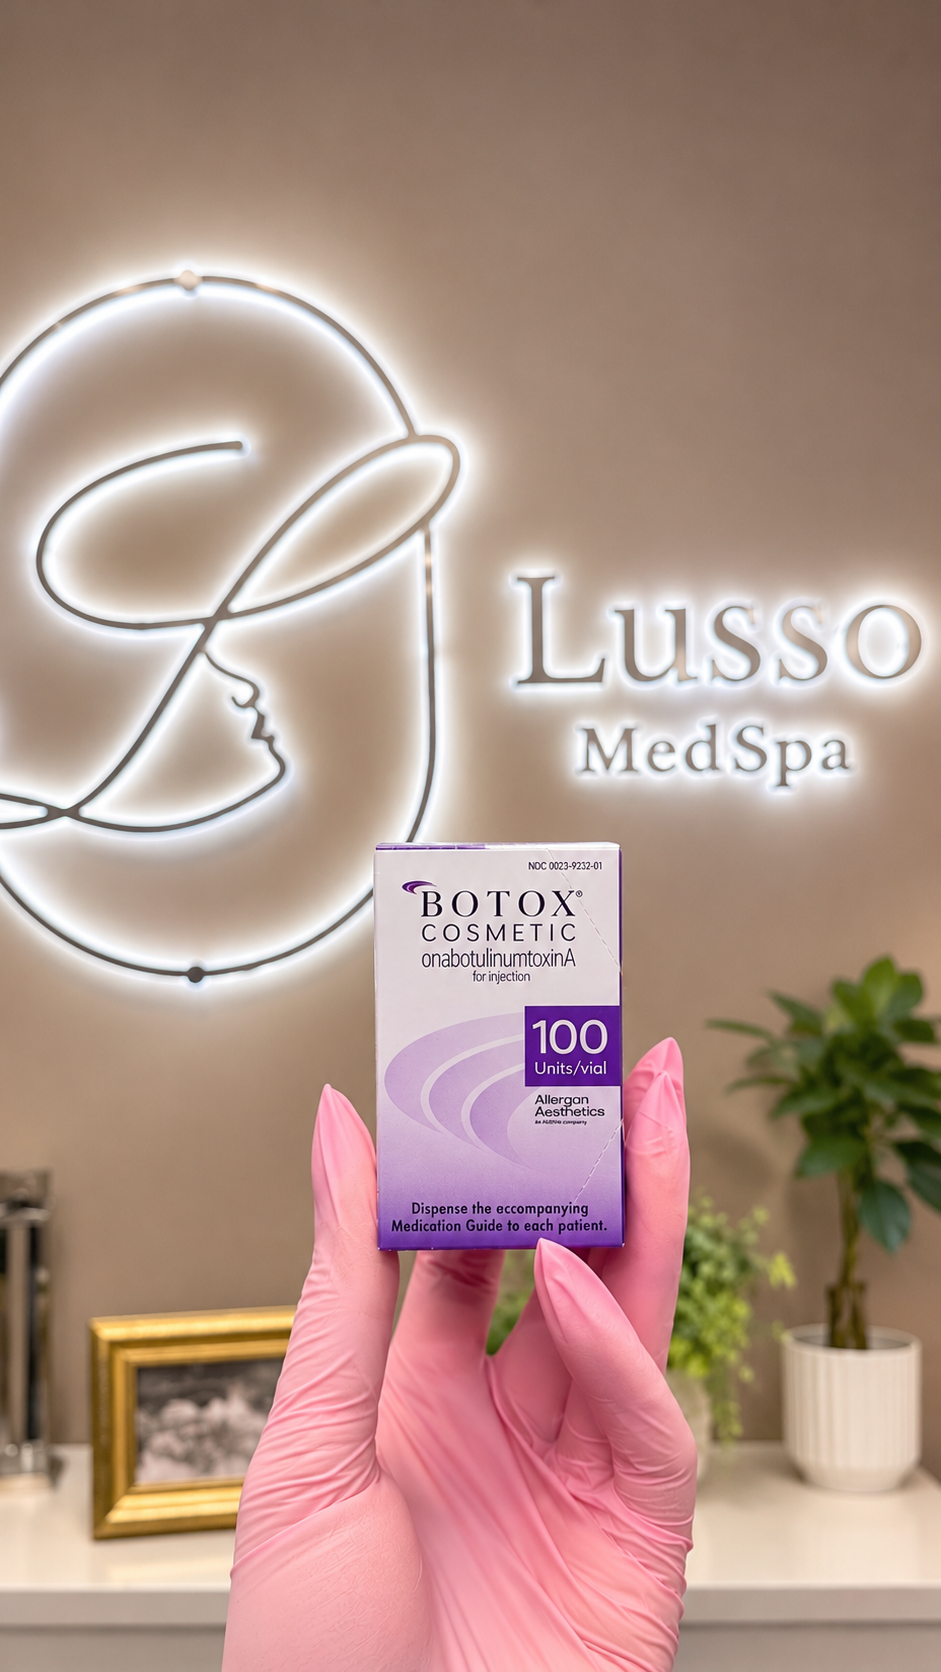 Lusso
MedSpa
NDC 0023-9232-01
BOTOX®
COSMETIC
onabotulinumtoxinA
for injection
100
Units/vial
Allergan
Aesthetics
Dispense the eccompanying
Medication Guide to each patient.